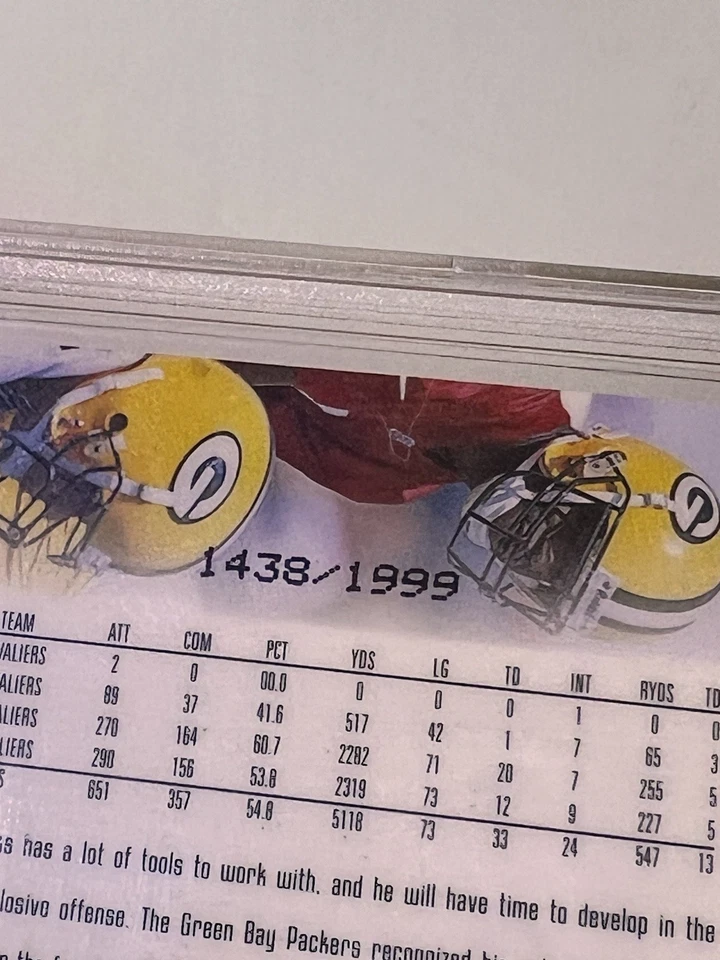 1438/1999
TEAM ATT COM PCT YDS LG TD INT RYDS TD
VALIERS 2 0 00.0 0 0 0 1 0 0
ALIERS 89 37 41.6 517 42 1 7 65 3
ALIERS 270 164 60.7 2282 71 20 7 255 5
LIERS 290 156 53.8 2319 73 12 9 227 5
S 651 357 54.8 5118 73 33 24 547 13
has a lot of tools to work with, and he will have time to develop in the
losive offense. The Green Bay Packers recognized